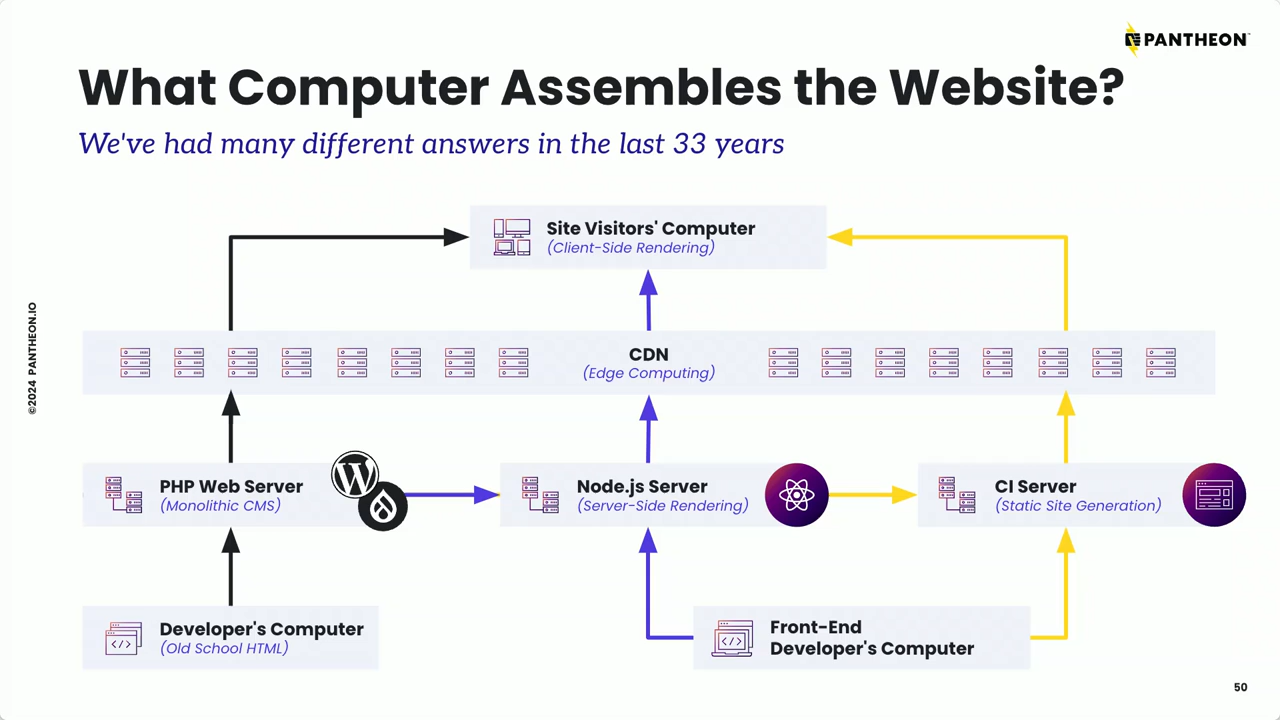 PANTHEON
What Computer Assembles the Website?
We've had many different answers in the last 33 years
Site Visitors' Computer
(Client-Side Rendering)
CDN
(Edge Computing)
PHP Web Server
(Monolithic CMS)
Node.js Server
(Server-Side Rendering)
CI Server
(Static Site Generation)
Developer's Computer
(Old School HTML)
Front-End
Developer's Computer
©2024 PANTHEON.IO
50